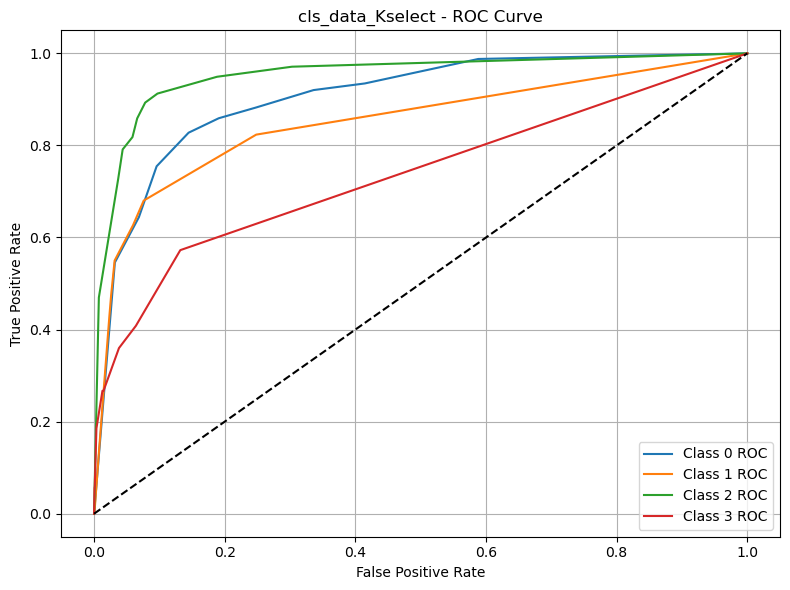 cls_data_Kselect - ROC Curve
True Positive Rate
1.0
0.8
0.6
0.4
0.2
0.0
0.0 0.2 0.4 0.6 0.8 1.0
False Positive Rate
Class 0 ROC
Class 1 ROC
Class 2 ROC
Class 3 ROC